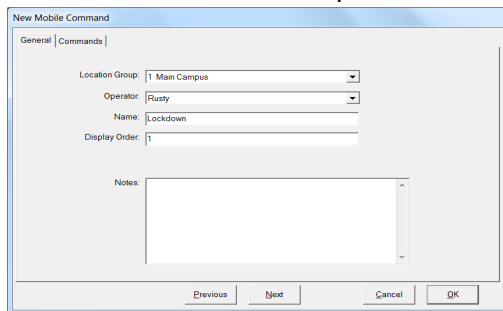 New Mobile Command
General Commands
Location Group: 1 Main Campus
Operator: Rusty
Name: Lockdown
Display Order: 1
Notes:
Previous Next Cancel OK